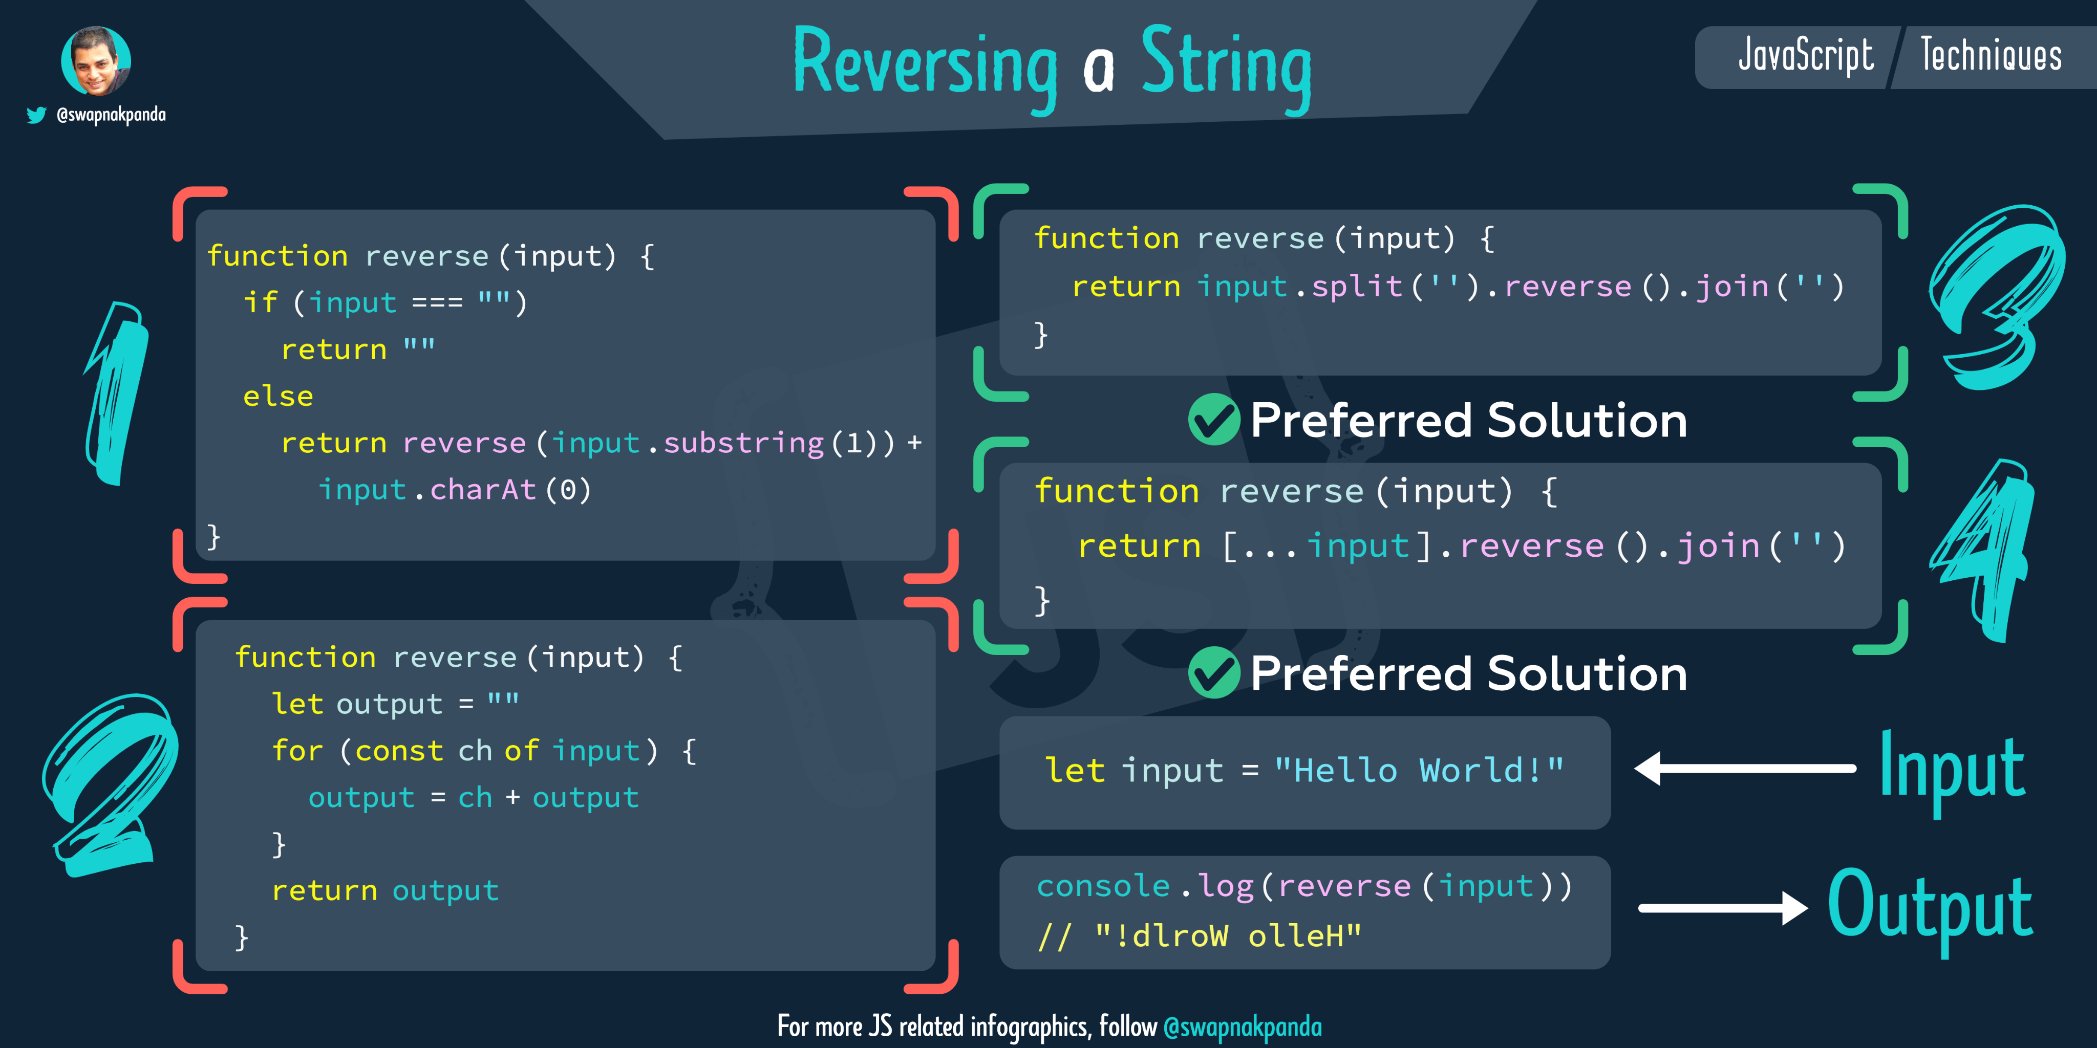 Reversing a String
JavaScript
Techniques
@swapnakpanda
1
function reverse(input) {
  if (input === "")
    return ""
  else
    return reverse(input.substring(1)) +
      input.charAt(0)
}
2
function reverse(input) {
  let output = ""
  for (const ch of input) {
    output = ch + output
  }
  return output
}
3
function reverse(input) {
  return input.split('').reverse().join('')
}
Preferred Solution
4
function reverse(input) {
  return [...input].reverse().join('')
}
Preferred Solution
let input = "Hello World!"
Input
console.log(reverse(input))
// "!dlroW olleH"
Output
JS
For more JS related infographics, follow @swapnakpanda